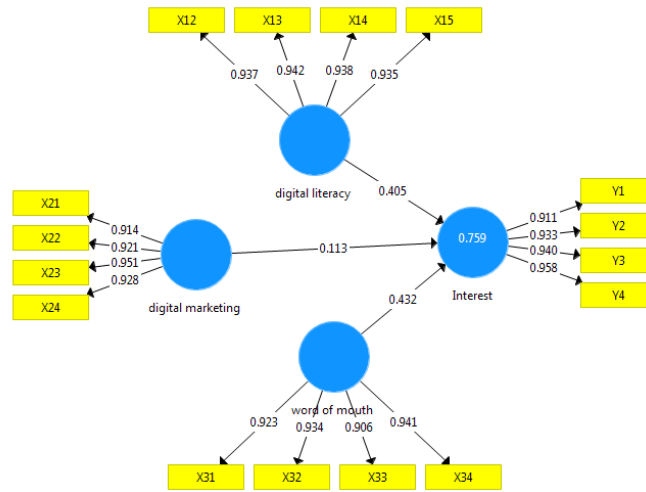 X12
X13
X14
X15
0.937
0.942
0.938
0.935
digital literacy
0.405
X21
X22
X23
X24
0.914
0.921
0.951
0.928
digital marketing
0.113
0.759
Interest
0.911
0.933
0.940
0.958
Y1
Y2
Y3
Y4
0.432
word of mouth
0.923
0.934
0.906
0.941
X31
X32
X33
X34